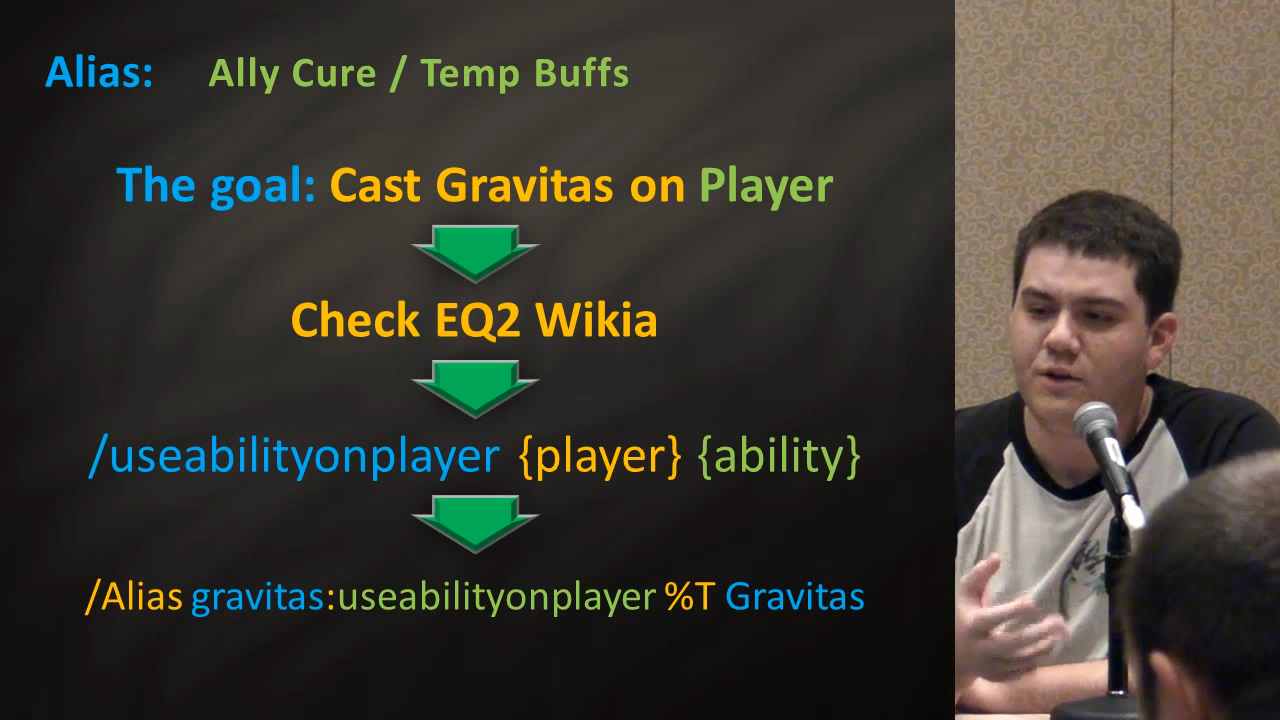 Alias: Ally Cure / Temp Buffs
The goal: Cast Gravitas on Player
Check EQ2 Wikia
/useabilityonplayer {player} {ability}
/Alias gravitas:useabilityonplayer %T Gravitas